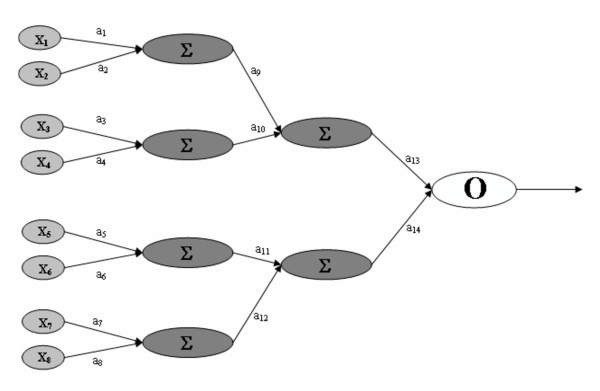 X₁
a₁
Σ
X₂
a₂
a₉
X₃
a₃
Σ
a₁₀
Σ
X₄
a₄
a₁₃
O
X₅
a₅
Σ
a₁₁
Σ
a₁₄
X₆
a₆
X₇
a₇
Σ
a₁₂
X₈
a₈